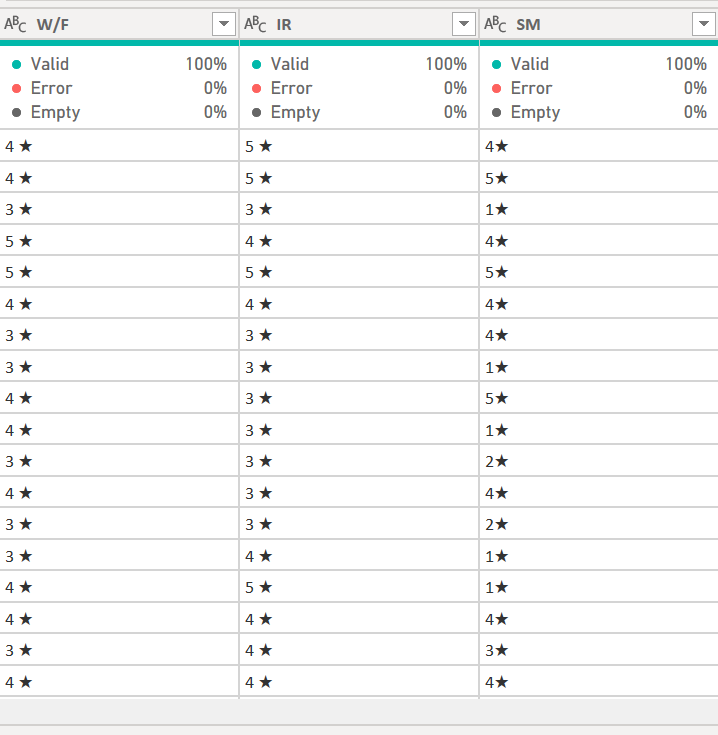 ABC W/F ABC IR ABC SM
Valid 100% Valid 100% Valid 100%
Error 0% Error 0% Error 0%
Empty 0% Empty 0% Empty 0%
4 ★ 5 ★ 4★
4 ★ 5 ★ 5★
3 ★ 3 ★ 1★
5 ★ 4 ★ 4★
5 ★ 5 ★ 5★
4 ★ 4 ★ 4★
3 ★ 3 ★ 4★
3 ★ 3 ★ 1★
4 ★ 3 ★ 5★
4 ★ 3 ★ 1★
3 ★ 3 ★ 2★
4 ★ 3 ★ 4★
3 ★ 3 ★ 2★
3 ★ 4 ★ 1★
4 ★ 5 ★ 1★
4 ★ 4 ★ 4★
3 ★ 4 ★ 3★
4 ★ 4 ★ 4★